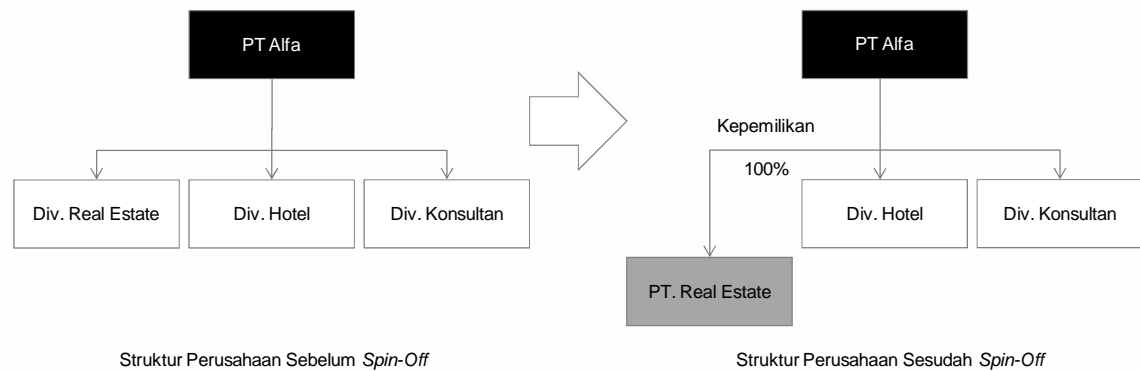 PT Alfa
Div. Real Estate
Div. Hotel
Div. Konsultan
Struktur Perusahaan Sebelum Spin-Off
PT Alfa
Kepemilikan
100%
Div. Hotel
Div. Konsultan
PT. Real Estate
Struktur Perusahaan Sesudah Spin-Off